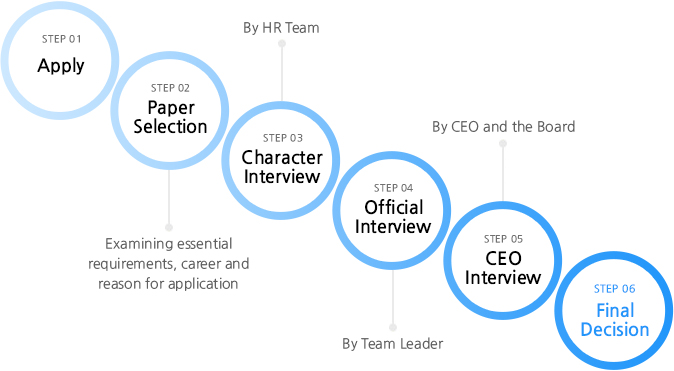 STEP 01
Apply
STEP 02
Paper
Selection
Examining essential
requirements, career and
reason for application
By HR Team
STEP 03
Character
Interview
STEP 04
Official
Interview
By Team Leader
By CEO and the Board
STEP 05
CEO
Interview
STEP 06
Final
Decision